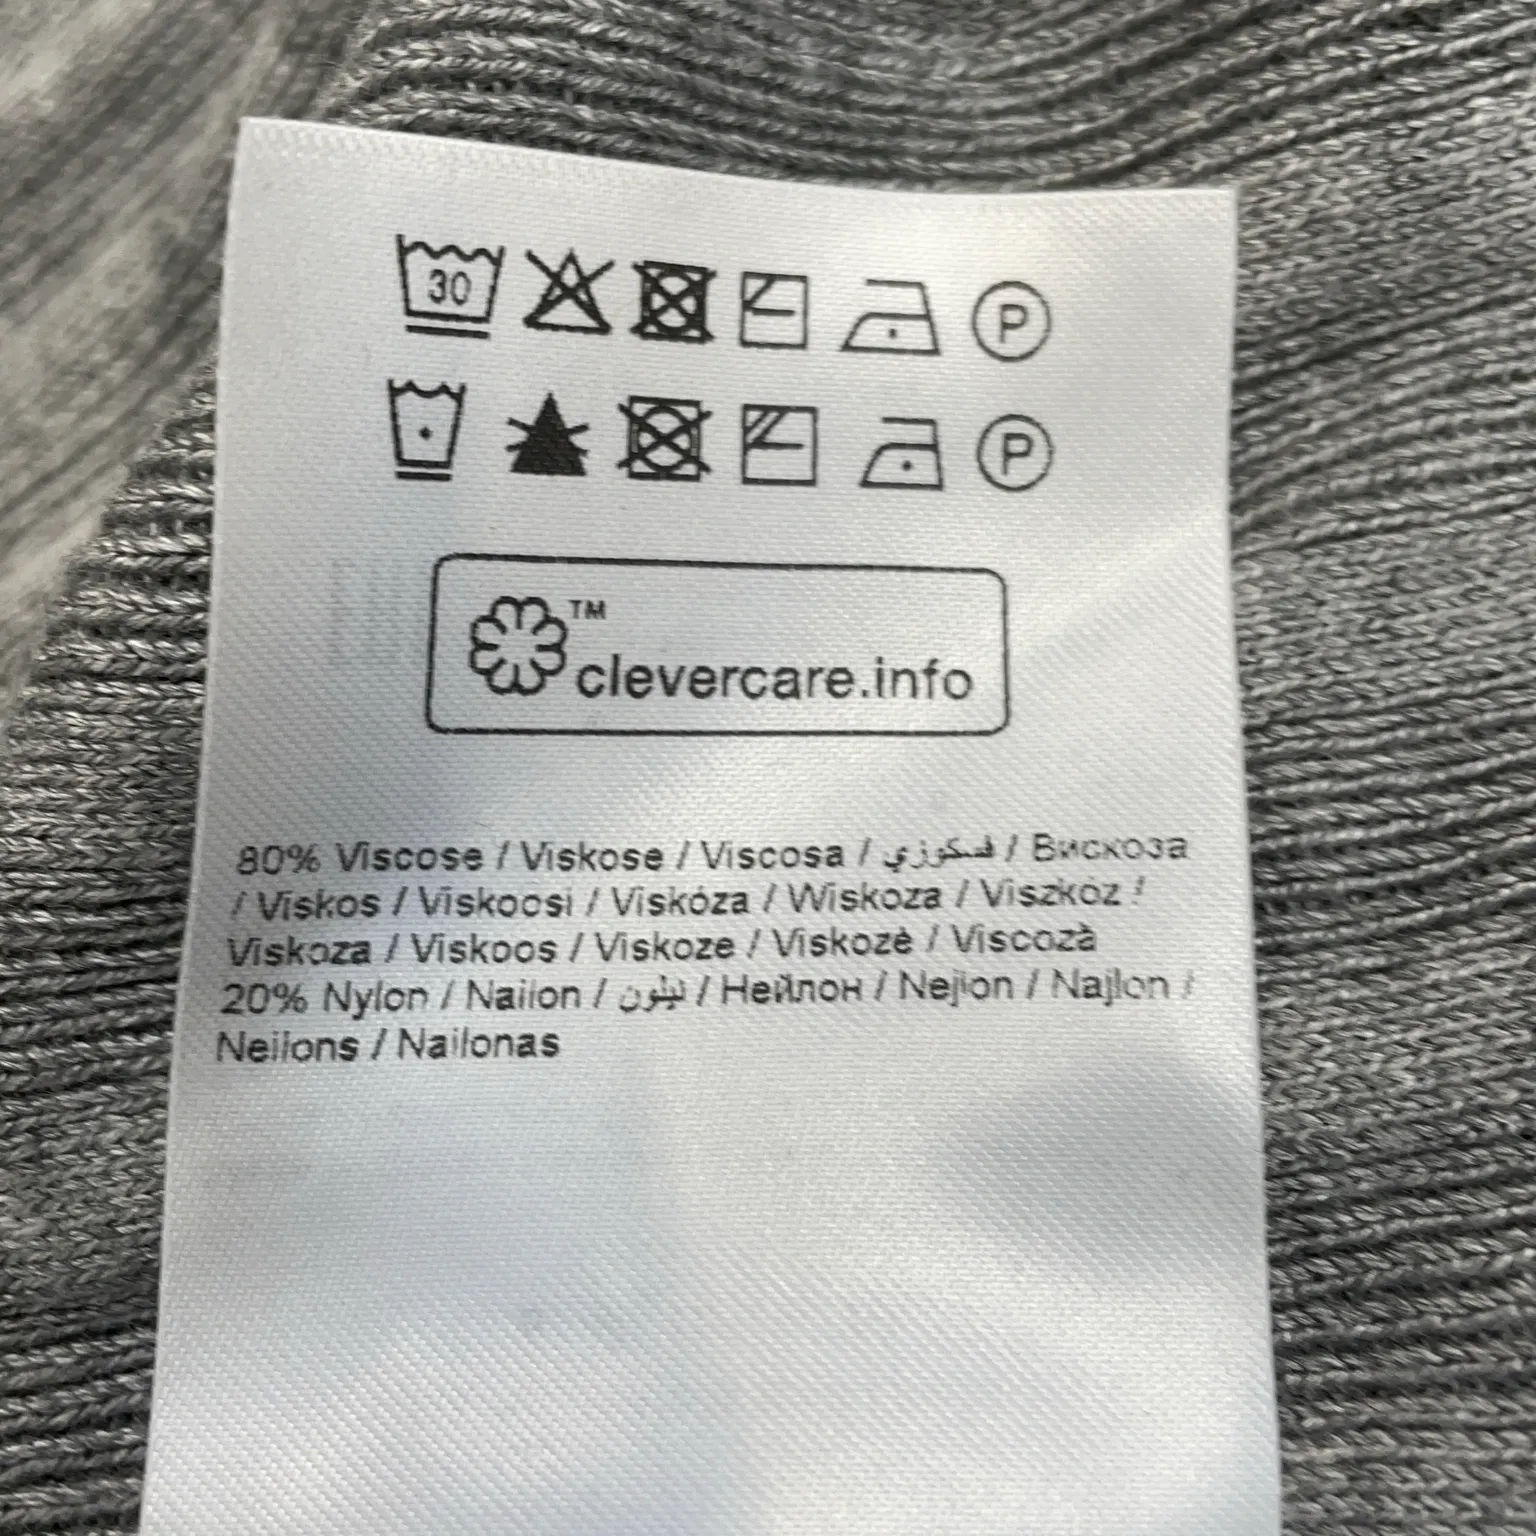 30 P
P
TM
clevercare.info
80% Viscose / Viskose / Viscosa / فسكوزي / Вискоза
/ Viskos / Viskoosi / Viskóza / Wiskoza / Viszkóz /
Viskoza / Viskoos / Viskoze / Viskozė / Viscoză
20% Nylon / Nailon / نيلون / Нейлон / Nejlon / Najlon /
Neilons / Nailonas